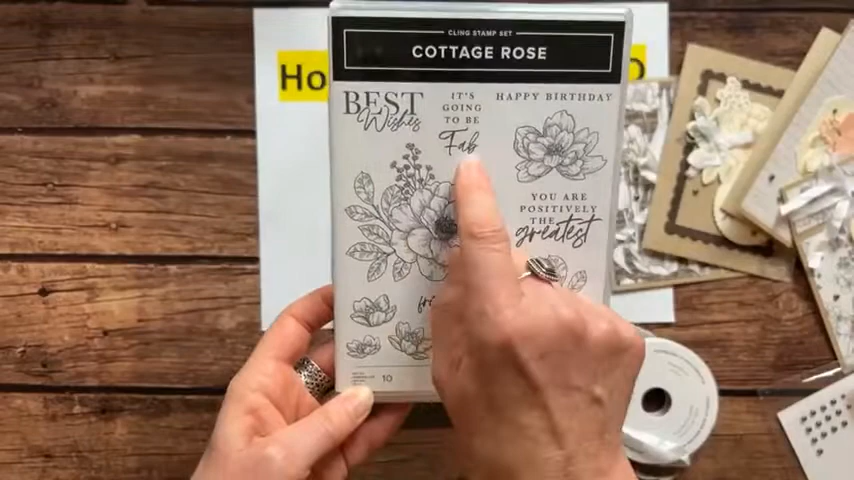 CLING STAMP SET
COTTAGE ROSE
Ho
O
BEST
Wishes
IT'S
GOING
TO BE
Fab
HAPPY BIRTHDAY
YOU ARE
POSITIVELY
THE
greatest
10